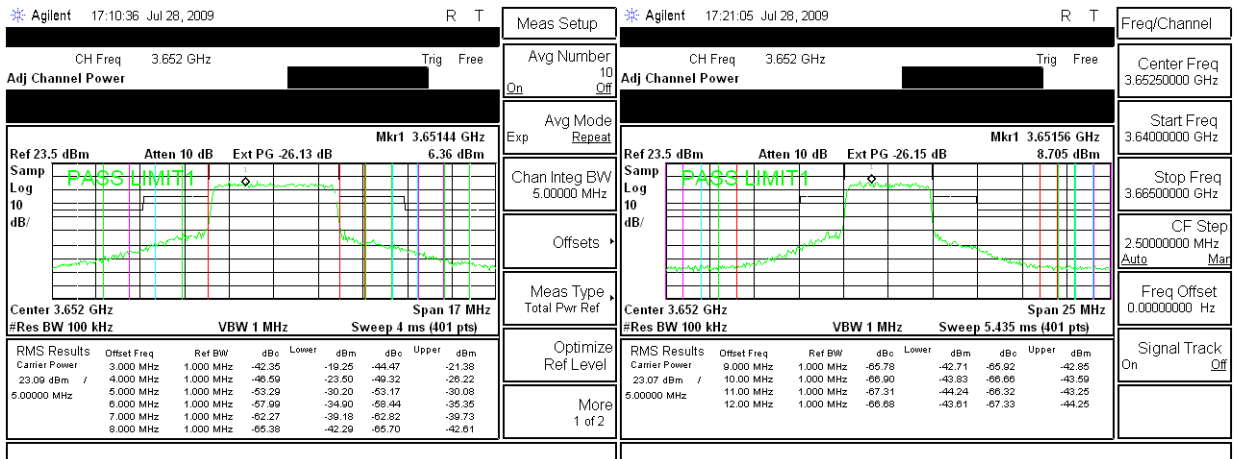 Agilent 17:10:36 Jul 28, 2009 R T
CH Freq 3.652 GHz Trig Free
Adj Channel Power
Mkr1 3.65144 GHz
Ref 23.5 dBm Atten 10 dB Ext PG -26.13 dB 6.36 dBm
Samp
Log
10
dB/
PASS LIMIT1
1
Center 3.652 GHz Span 17 MHz
#Res BW 100 kHz VBW 1 MHz Sweep 4 ms (401 pts)
RMS Results Offset Freq Ref BW dBc Lower dBm dBc Upper dBm
Carrier Power 3.000 MHz 1.000 MHz -42.35 -19.25 -44.47 -21.38
23.09 dBm / 4.000 MHz 1.000 MHz -46.59 -23.50 -49.32 -26.22
5.00000 MHz 5.000 MHz 1.000 MHz -53.29 -30.20 -53.17 -30.08
6.000 MHz 1.000 MHz -57.99 -34.90 -58.44 -35.35
7.000 MHz 1.000 MHz -62.27 -39.18 -62.82 -39.73
8.000 MHz 1.000 MHz -65.38 -42.29 -65.70 -42.61
Meas Setup
Avg Number
10
On Off
Avg Mode
Exp Repeat
Chan Integ BW
5.00000 MHz
Offsets
Meas Type
Total Pwr Ref
Optimize
Ref Level
More
1 of 2
Agilent 17:21:05 Jul 28, 2009 R T
CH Freq 3.652 GHz Trig Free
Adj Channel Power
Mkr1 3.65156 GHz
Ref 23.5 dBm Atten 10 dB Ext PG -26.15 dB 8.705 dBm
Samp
Log
10
dB/
PASS LIMIT1
Center 3.652 GHz Span 25 MHz
#Res BW 100 kHz VBW 1 MHz Sweep 5.435 ms (401 pts)
RMS Results Offset Freq Ref BW dBc Lower dBm dBc Upper dBm
Carrier Power 9.000 MHz 1.000 MHz -65.78 -42.71 -65.92 -42.85
23.07 dBm / 10.00 MHz 1.000 MHz -66.90 -43.83 -66.66 -43.59
5.00000 MHz 11.00 MHz 1.000 MHz -67.31 -44.24 -66.32 -43.25
12.00 MHz 1.000 MHz -66.68 -43.61 -67.33 -44.25
Freq/Channel
Center Freq
3.65250000 GHz
Start Freq
3.64000000 GHz
Stop Freq
3.66500000 GHz
CF Step
2.50000000 MHz
Auto Man
Freq Offset
0.00000000 Hz
Signal Track
On Off